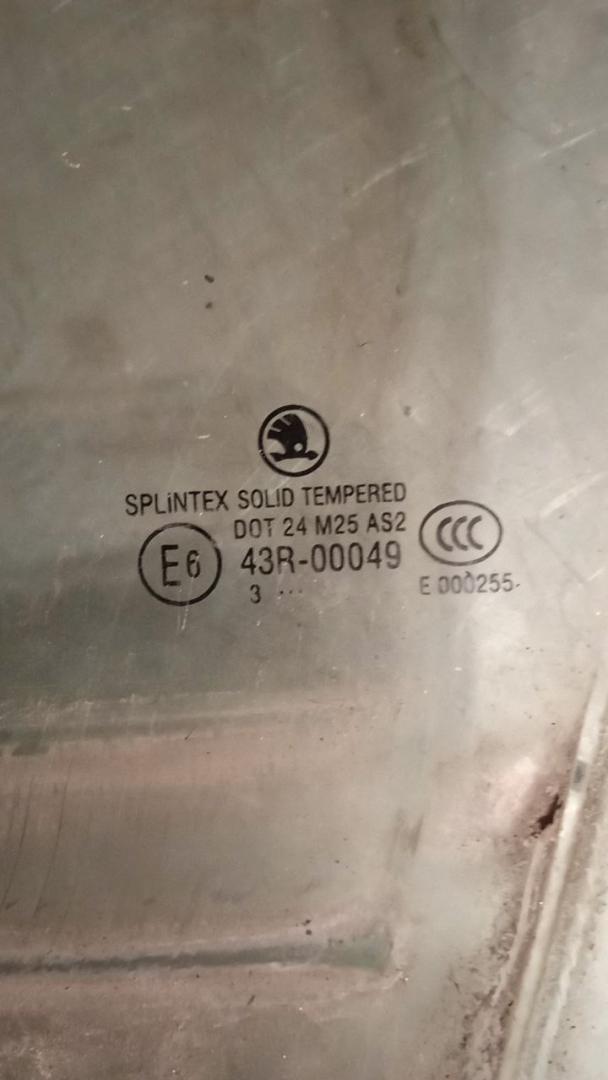 SPLiNTEX SOLID TEMPERED
DOT 24 M25 AS2
CCC
E6 43R-00049
E 000255
3 ...